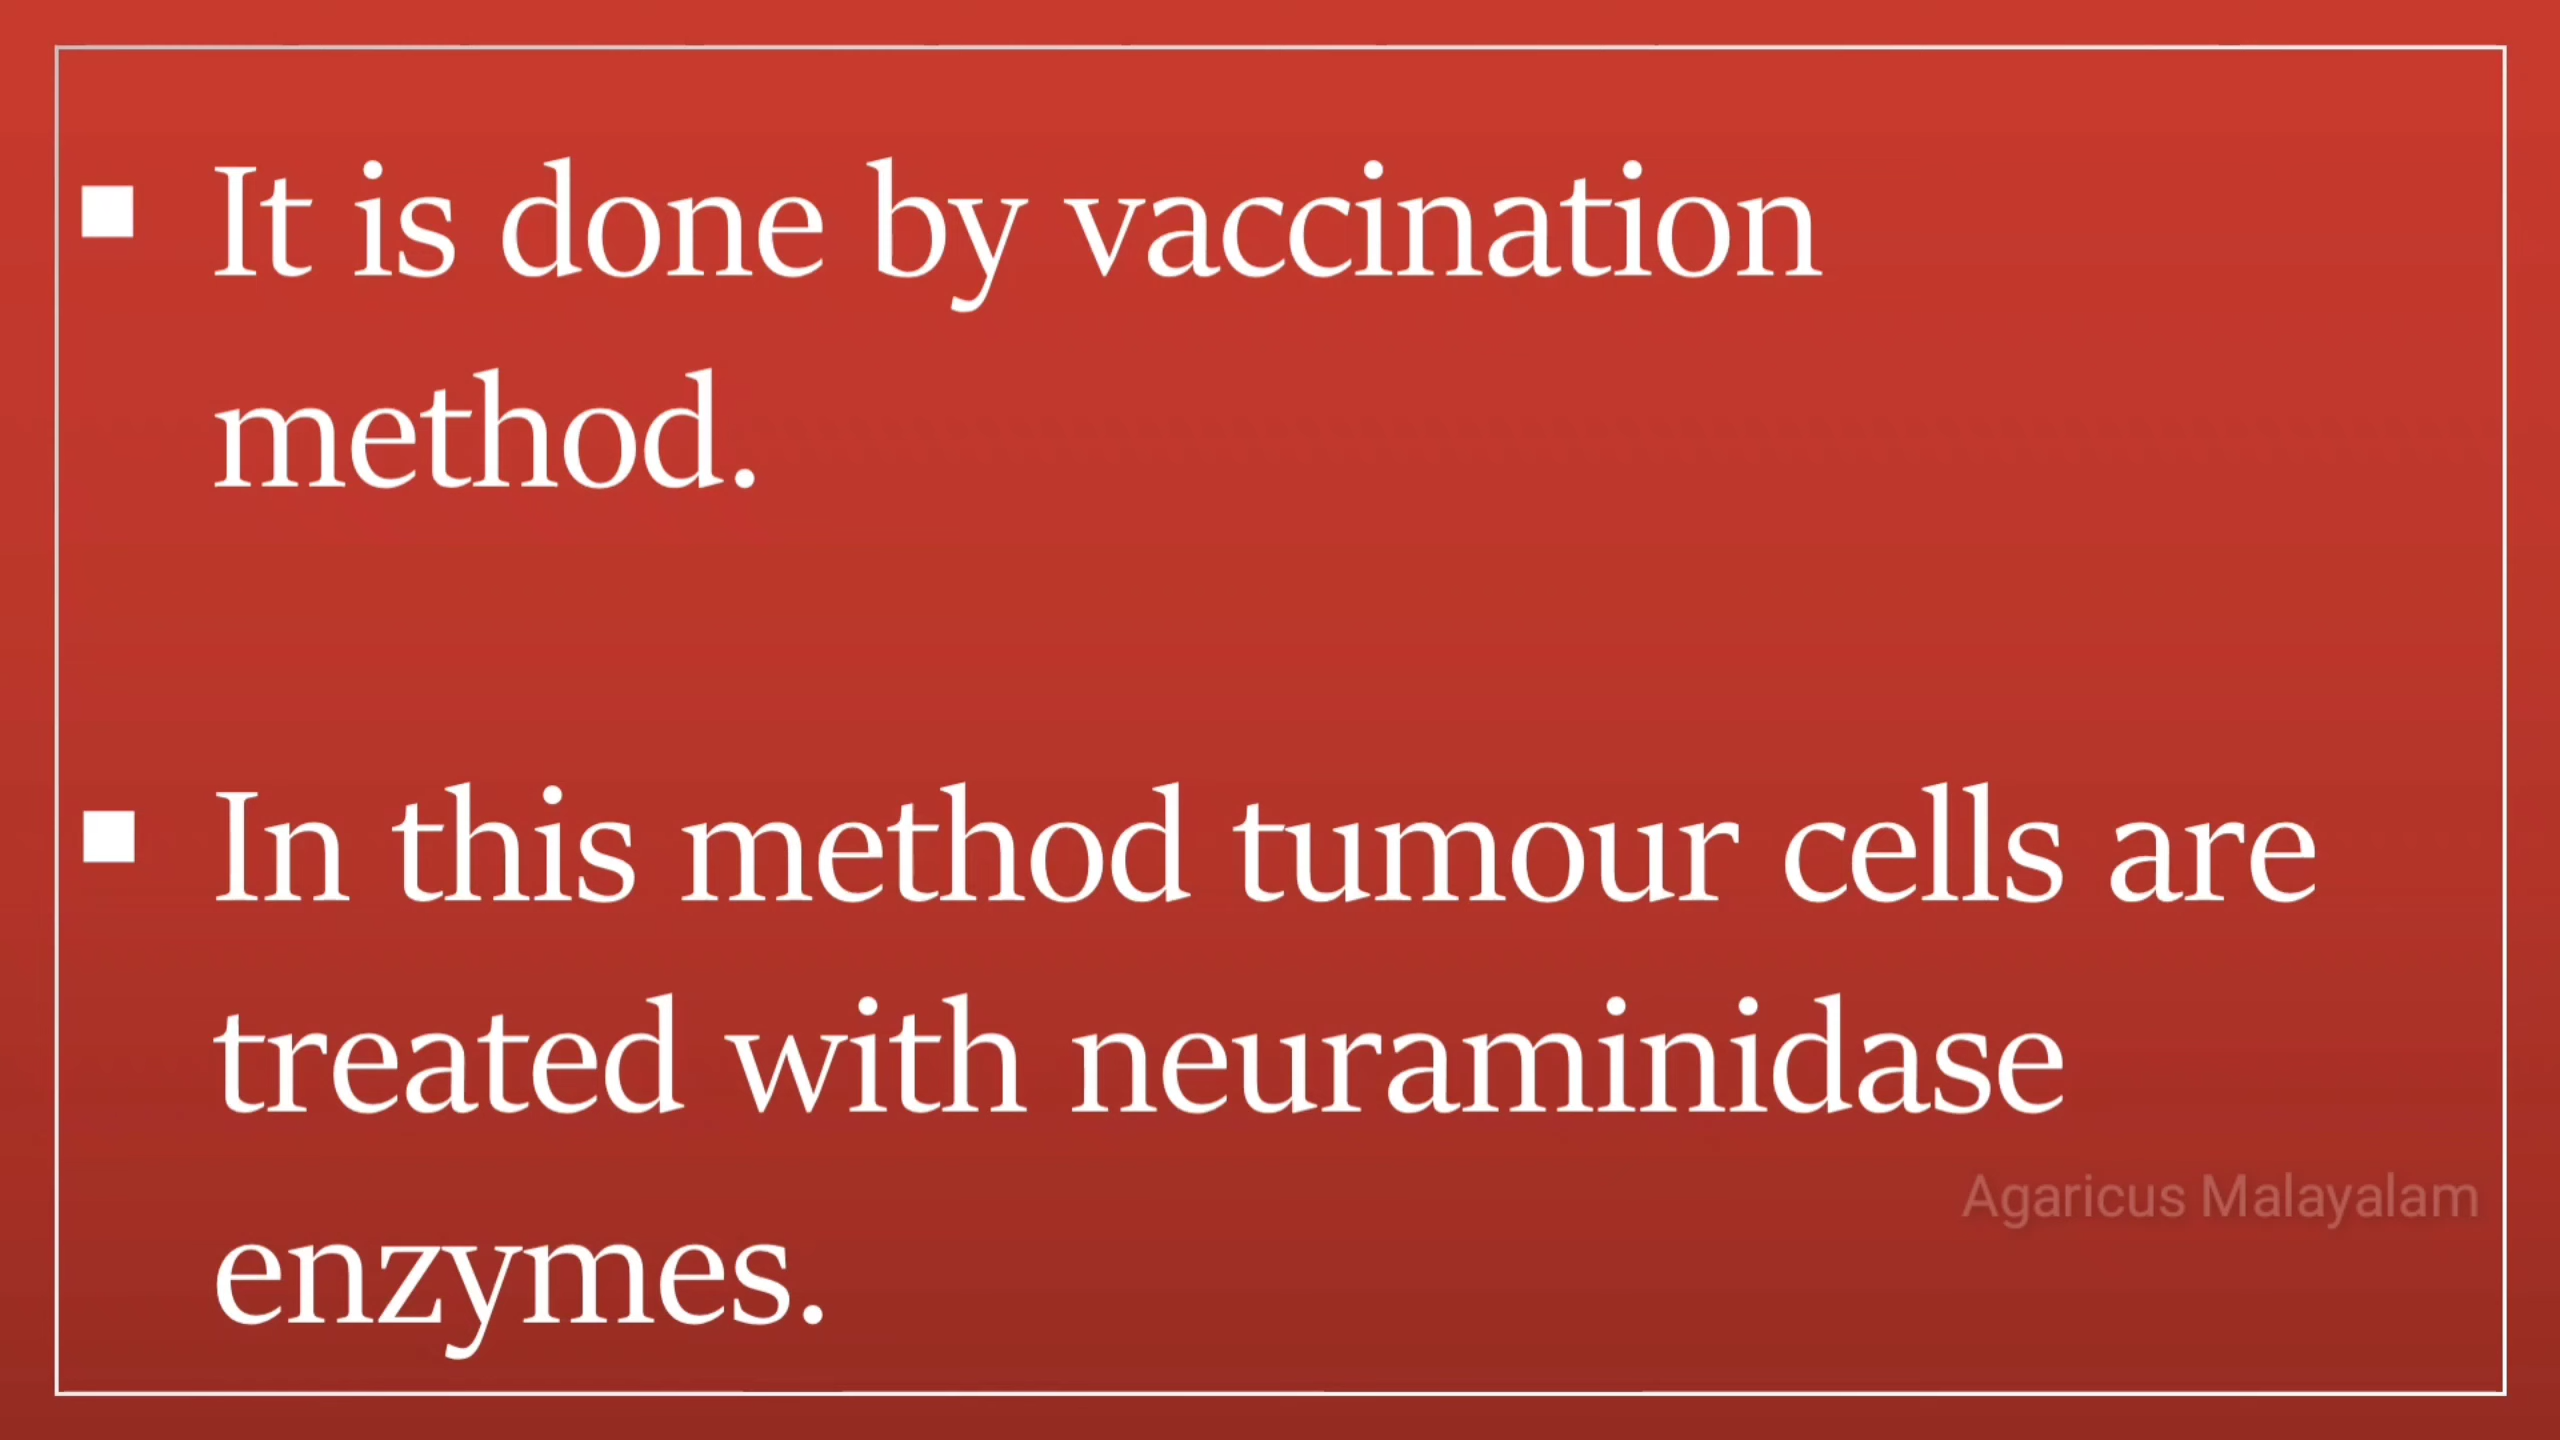 It is done by vaccination
method.
In this method tumour cells are
treated with neuraminidase
Agaricus Malayalam
enzymes.